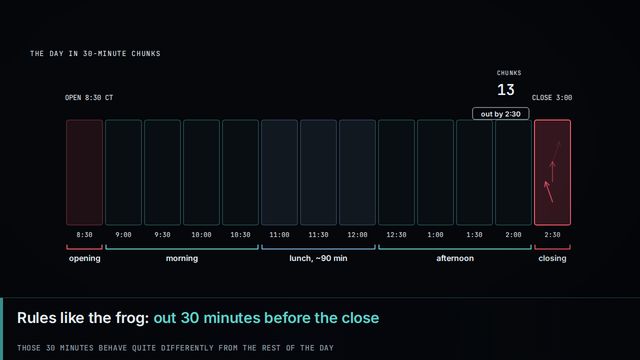 THE DAY IN 30-MINUTE CHUNKS
CHUNKS
13
OPEN 8:30 CT
CLOSE 3:00
out by 2:30
8:30 9:00 9:30 10:00 10:30 11:00 11:30 12:00 12:30 1:00 1:30 2:00 2:30
opening morning lunch, ~90 min afternoon closing
Rules like the frog: out 30 minutes before the close
THOSE 30 MINUTES BEHAVE QUITE DIFFERENTLY FROM THE REST OF THE DAY